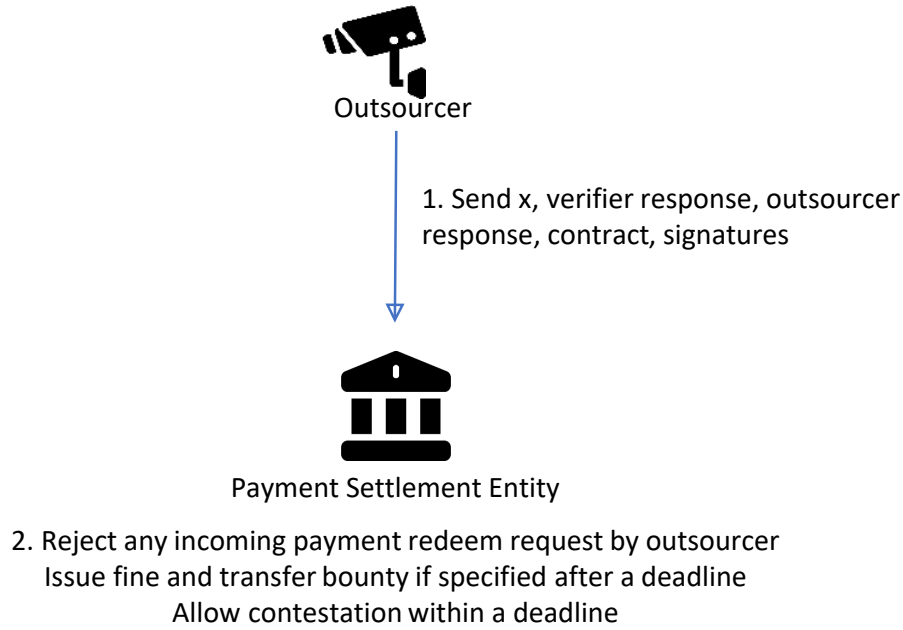 Outsourcer
1. Send x, verifier response, outsourcer
response, contract, signatures
Payment Settlement Entity
2. Reject any incoming payment redeem request by outsourcer
Issue fine and transfer bounty if specified after a deadline
Allow contestation within a deadline